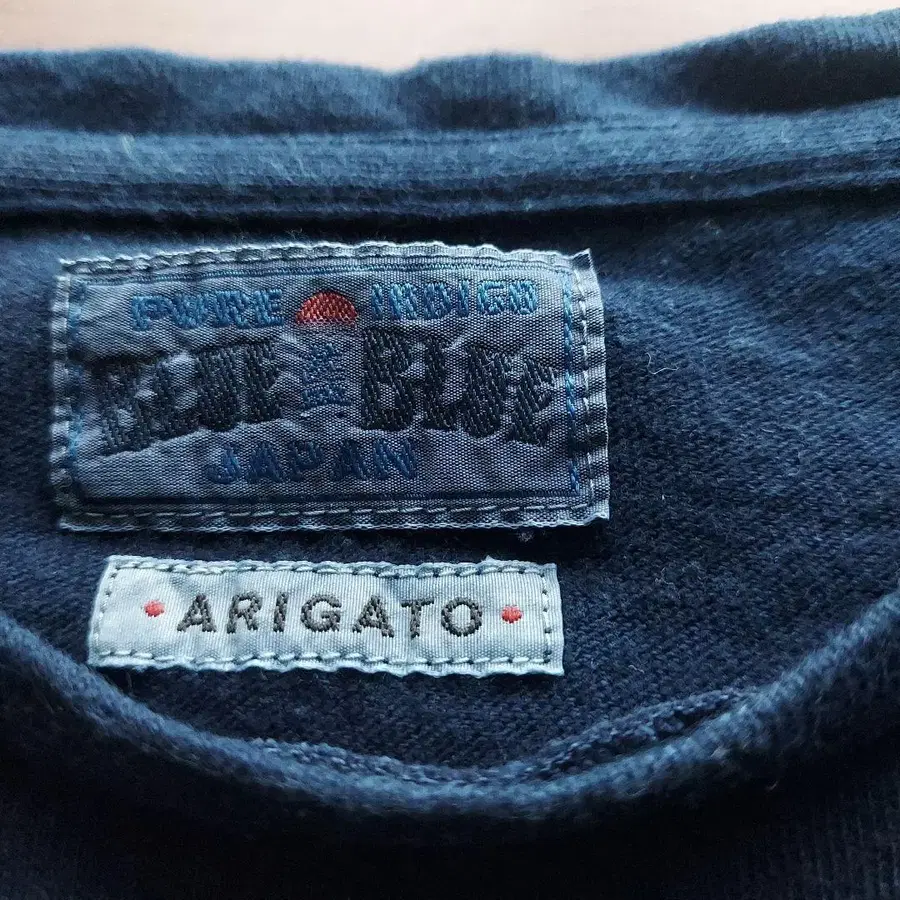 PURE INDIGO
BLUE BLUE
JAPAN
• ARIGATO •